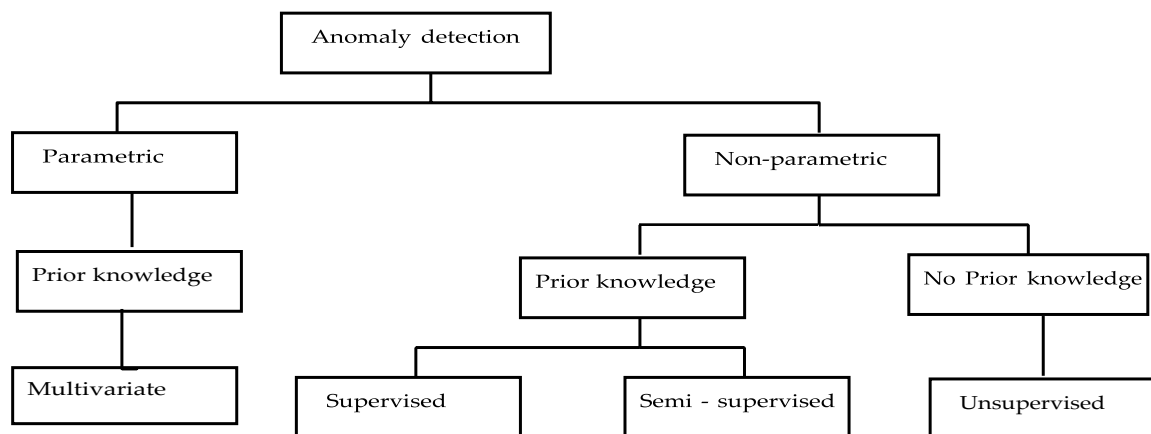 Anomaly detection
Parametric
Non-parametric
Prior knowledge
Prior knowledge
No Prior knowledge
Multivariate
Supervised
Semi - supervised
Unsupervised